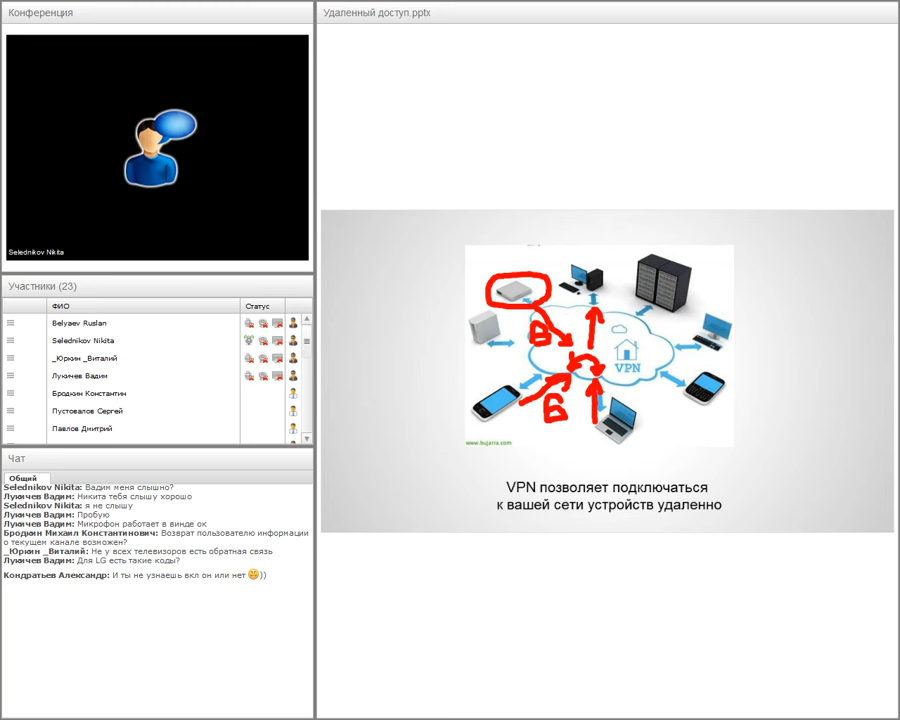 Конференция
Selednikov Nikita
Участники (23)
ФИО
Статус
Belyaev Ruslan
Selednikov Nikita
_Юркин _Виталий
Лукичев Вадим
Бродкин Константин
Пустовалов Сергей
Павлов Дмитрий
Чат
Общий
Selednikov Nikita: Вадим меня слышно?
Лукичев Вадим: Никита тебя слышу хорошо
Selednikov Nikita: я не слышу
Лукичев Вадим: Пробую
Лукичев Вадим: Микрофон работает в винде ок
Бродкин Михаил Константинович: Возврат пользователю информации
о текущем канале возможен?
_Юркин _Виталий: Не у всех телевизоров есть обратная связь
Лукичев Вадим: Для LG есть такие коды?
Кондратьев Александр: И ты не узнаешь вкл он или нет ))
Удаленный доступ.pptx
В
VPN
Б
www.bujarra.com
VPN позволяет подключаться
к вашей сети устройств удаленно